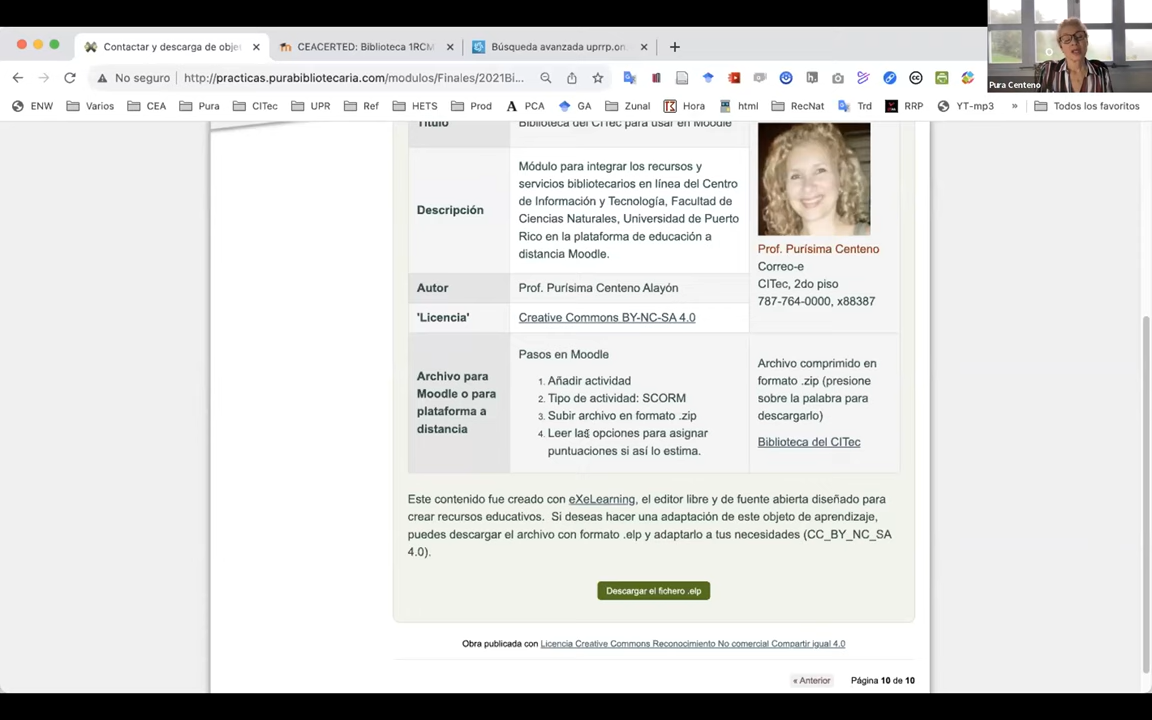 Contactar y descarga de obje
CEACERTED: Biblioteca 1RCM
Búsqueda avanzada uprrp.on
Pura Centeno
No seguro
http://practicas.purabibliotecaria.com/modulos/Finales/2021Bi...
ENW
Varios
CEA
Pura
CITec
UPR
Ref
HETS
Prod
PCA
GA
Zunal
Hora
html
RecNat
Trd
RRP
YT-mp3
»
Todos los favoritos
Título
Biblioteca del CITec para usar en Moodle
Descripción
Módulo para integrar los recursos y
servicios bibliotecarios en línea del Centro
de Información y Tecnología, Facultad de
Ciencias Naturales, Universidad de Puerto
Rico en la plataforma de educación a
distancia Moodle.
Prof. Purísima Centeno
Correo-e
CITec, 2do piso
787-764-0000, x88387
Autor
Prof. Purísima Centeno Alayón
'Licencia'
Creative Commons BY-NC-SA 4.0
Archivo para
Moodle o para
plataforma a
distancia
Pasos en Moodle
1. Añadir actividad
2. Tipo de actividad: SCORM
3. Subir archivo en formato .zip
4. Leer las opciones para asignar
puntuaciones si así lo estima.
Archivo comprimido en
formato .zip (presione
sobre la palabra para
descargarlo)
Biblioteca del CITec
Este contenido fue creado con eXeLearning, el editor libre y de fuente abierta diseñado para
crear recursos educativos. Si deseas hacer una adaptación de este objeto de aprendizaje,
puedes descargar el archivo con formato .elp y adaptarlo a tus necesidades (CC_BY_NC_SA
4.0).
Descargar el fichero .elp
Obra publicada con Licencia Creative Commons Reconocimiento No comercial Compartir igual 4.0
« Anterior
Página 10 de 10